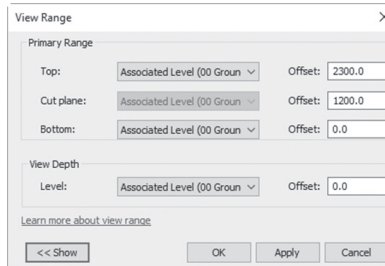 View Range
Primary Range
Top: Associated Level (00 Groun Offset: 2300.0
Cut plane: Associated Level (00 Groun Offset: 1200.0
Bottom: Associated Level (00 Groun Offset: 0.0
View Depth
Level: Associated Level (00 Groun Offset: 0.0
Learn more about view range
<< Show OK Apply Cancel